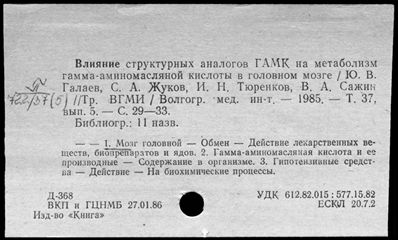 Влияние структурных аналогов ГАМК на метаболизм
гамма-аминомасляной кислоты в головном мозге / Ю. В.
Галаев, С. А. Жуков, И. Н. Тюренков, В. А. Сажин
// Тр. ВГМИ / Волгогр. мед. ин-т. — 1985. — Т. 37,
вып. 5. — С. 29—33.
Библиогр.: 11 назв.
722/37(5)
— — 1. Мозг головной — Обмен — Действие лекарственных ве-
ществ, биопрепаратов и ядов. 2. Гамма-аминомасляная кислота и ее
производные — Содержание в организме. 3. Гипотензивные средст-
ва — Действие — На биохимические процессы.
Д-368 УДК 612.82.015 : 577.15.82
ВКП и ГЦНМБ 27.01.86 ЕСКЛ 20.7.2
Изд-во «Книга»